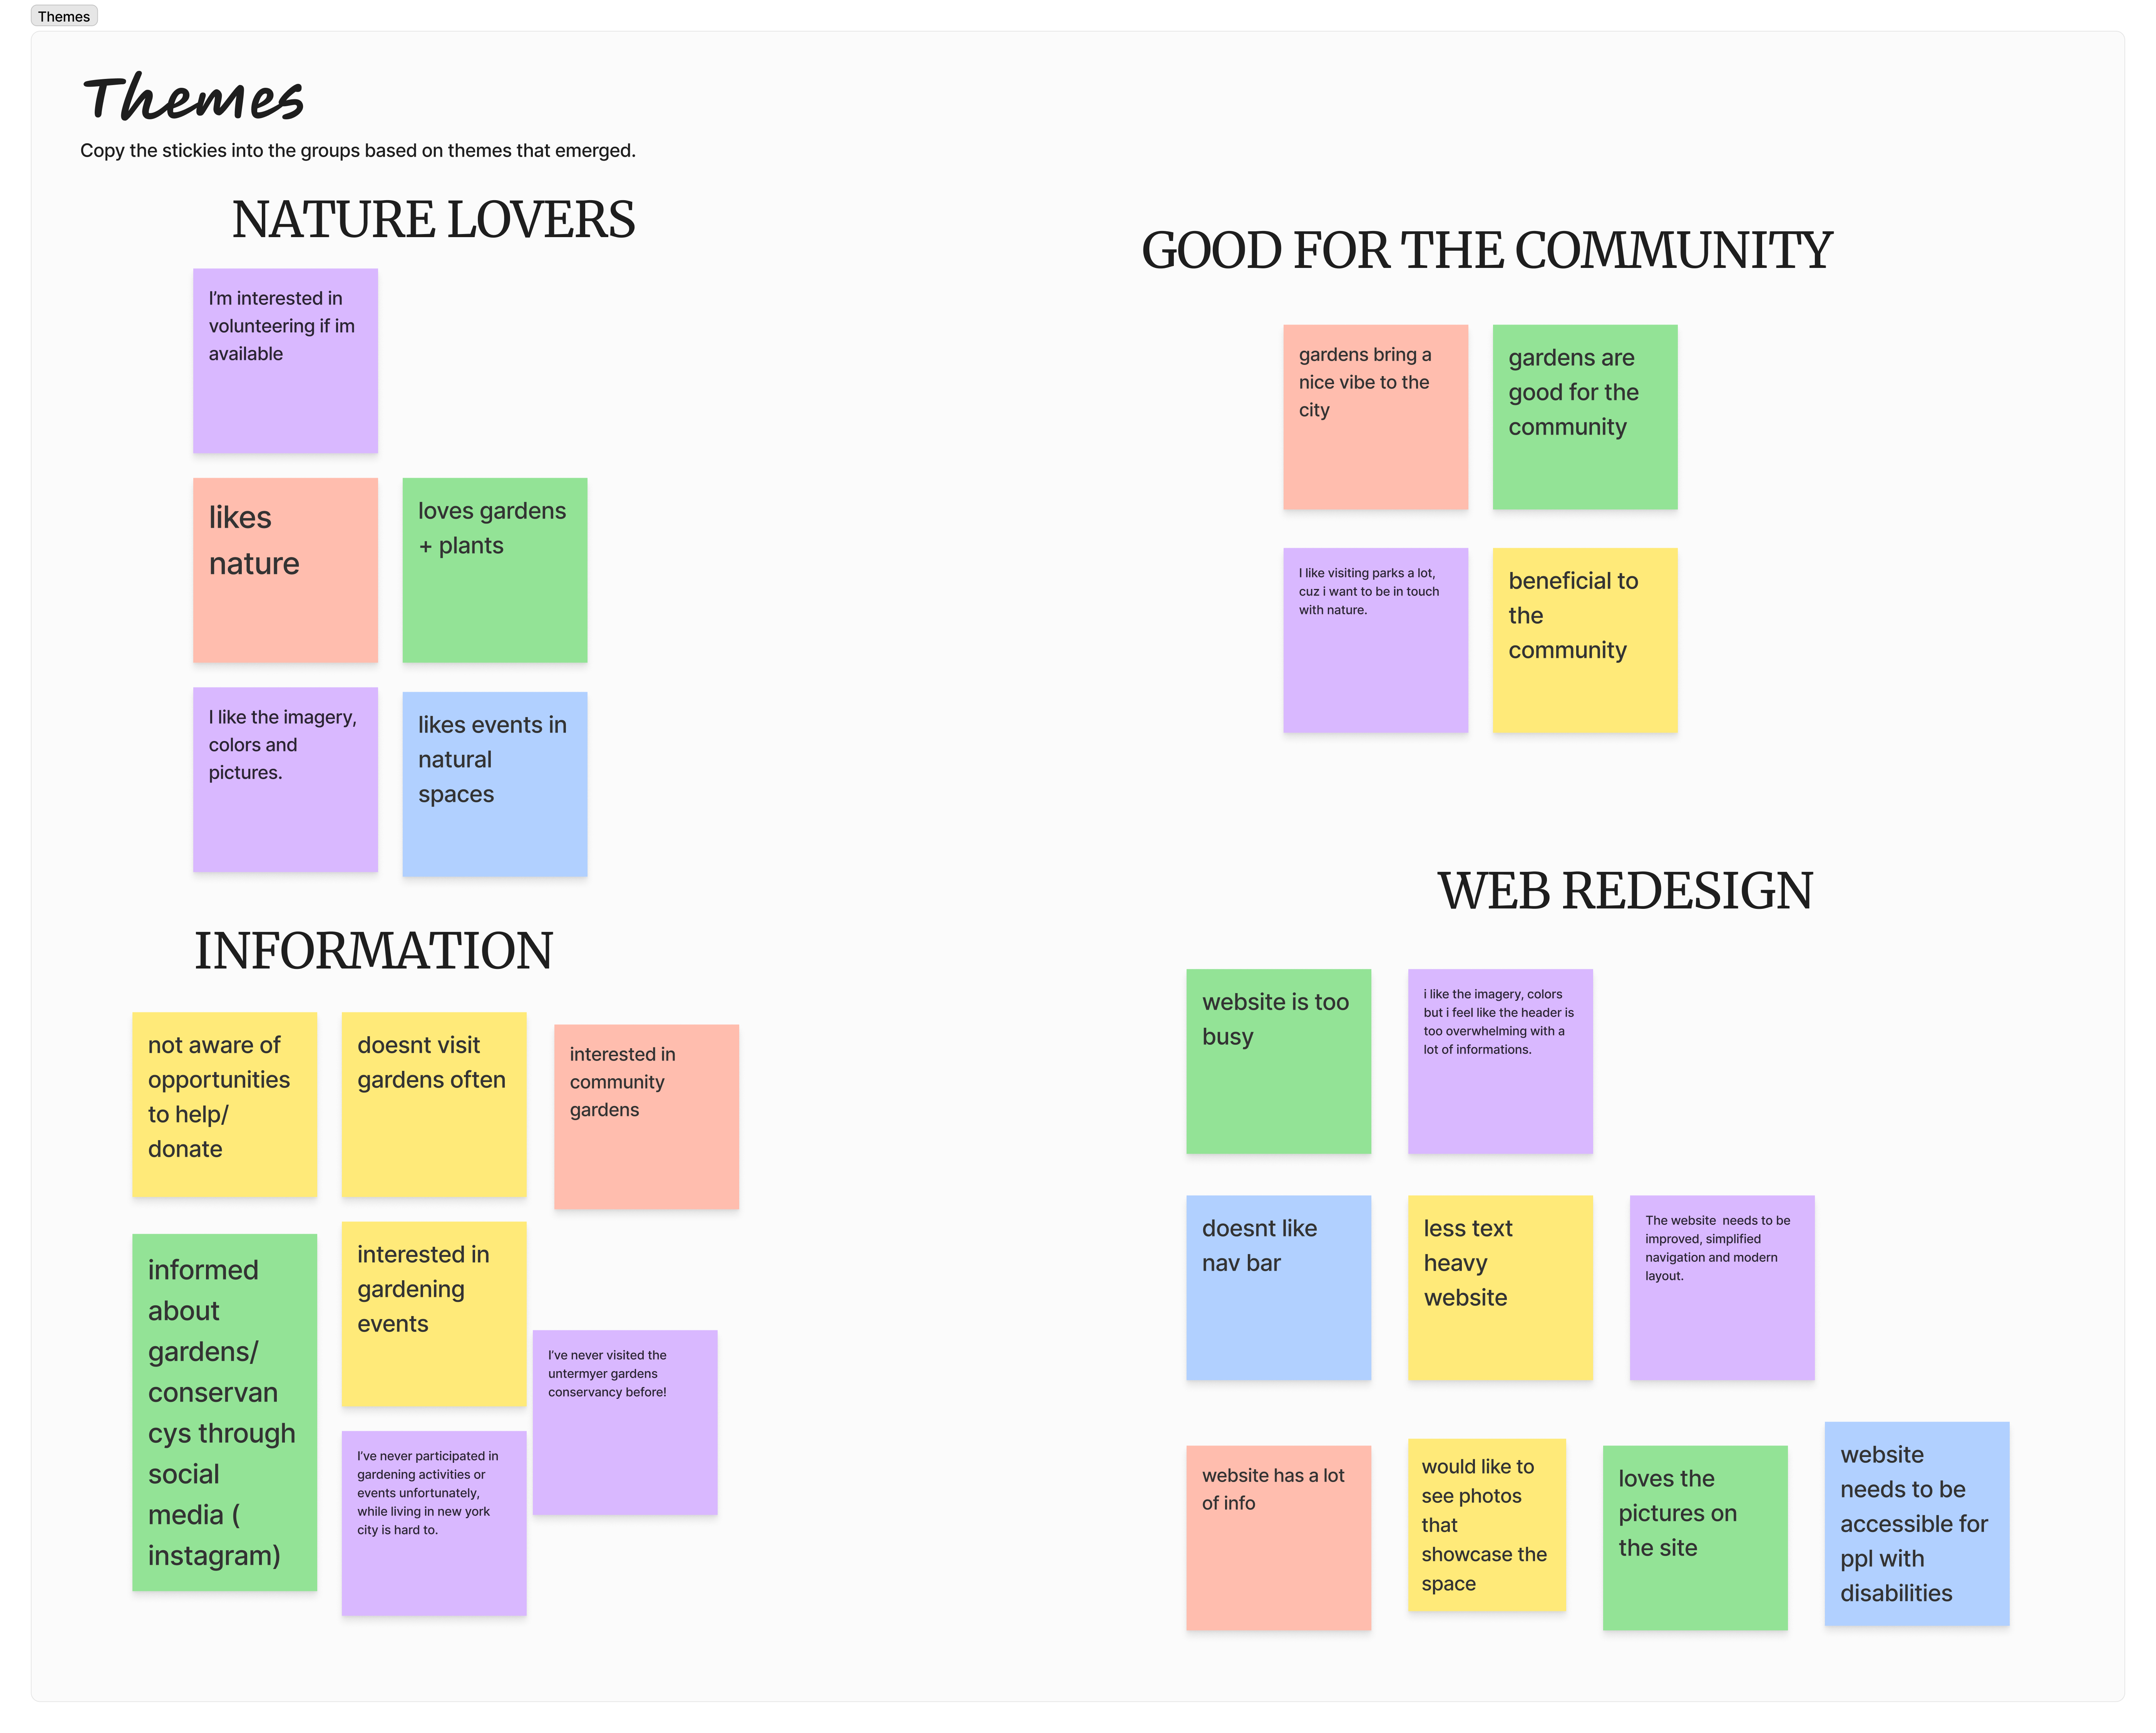 Themes
Themes
Copy the stickies into the groups based on themes that emerged.
NATURE LOVERS
I'm interested in
volunteering if im
available
likes
nature
loves gardens
+ plants
I like the imagery,
colors and
pictures.
likes events in
natural
spaces
GOOD FOR THE COMMUNITY
gardens bring a
nice vibe to the
city
gardens are
good for the
community
I like visiting parks a lot,
cuz i want to be in touch
with nature.
beneficial to
the
community
INFORMATION
not aware of
opportunities
to help/
donate
doesnt visit
gardens often
interested in
community
gardens
informed
about
gardens/
conservan
cys through
social
media (
instagram)
interested in
gardening
events
I've never visited the
untermyer gardens
conservancy before!
I've never participated in
gardening activities or
events unfortunately,
while living in new york
city is hard to.
WEB REDESIGN
website is too
busy
i like the imagery, colors
but i feel like the header is
too overwhelming with a
lot of informations.
doesnt like
nav bar
less text
heavy
website
The website  needs to be
improved, simplified
navigation and modern
layout.
website has a lot
of info
would like to
see photos
that
showcase the
space
loves the
pictures on
the site
website
needs to be
accessible for
ppl with
disabilities